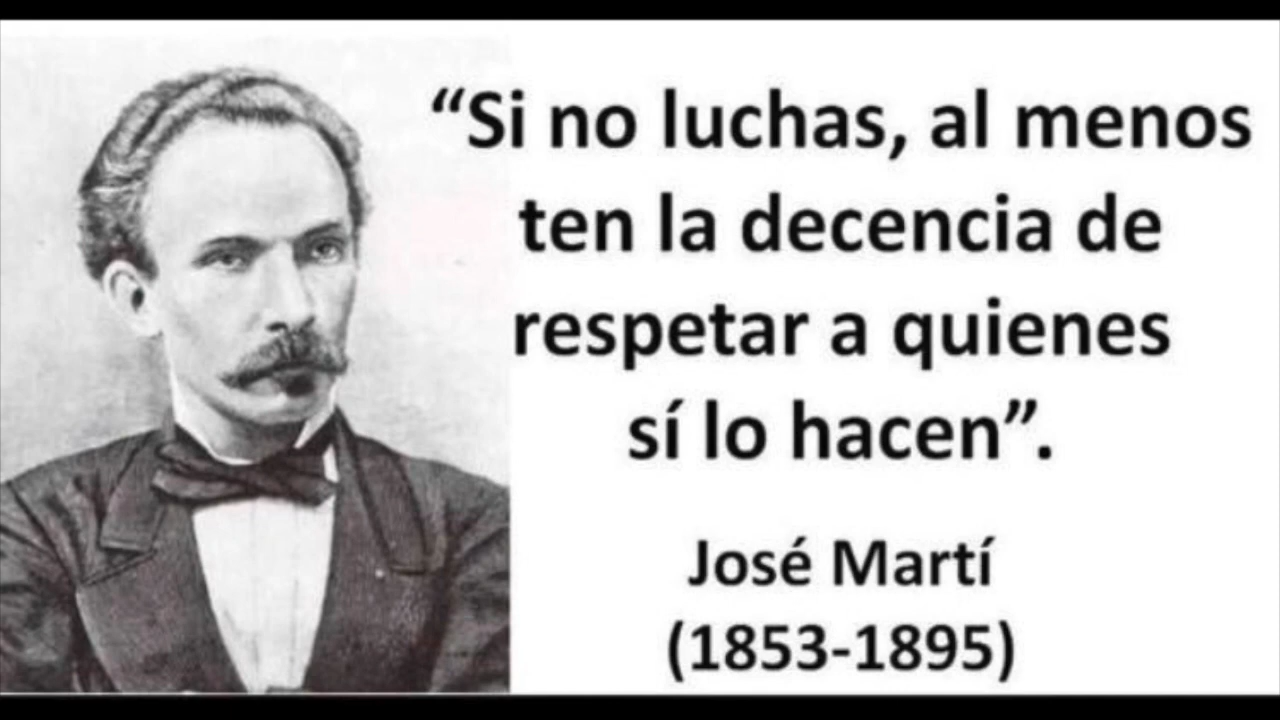 “Si no luchas, al menos
ten la decencia de
respetar a quienes
sí lo hacen”.
José Martí
(1853-1895)